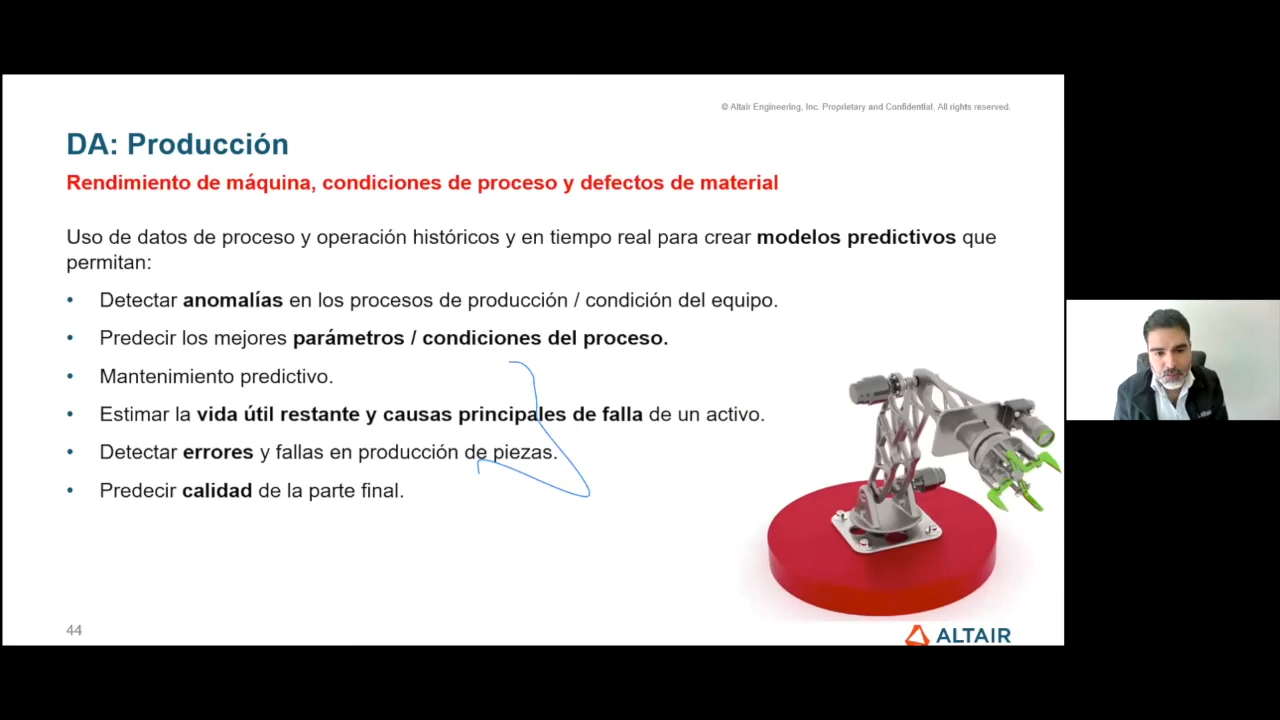 © Altair Engineering, Inc. Proprietary and Confidential. All rights reserved.
DA: Producción
Rendimiento de máquina, condiciones de proceso y defectos de material
Uso de datos de proceso y operación históricos y en tiempo real para crear modelos predictivos que
permitan:
• Detectar anomalías en los procesos de producción / condición del equipo.
• Predecir los mejores parámetros / condiciones del proceso.
• Mantenimiento predictivo.
• Estimar la vida útil restante y causas principales de falla de un activo.
• Detectar errores y fallas en producción de piezas.
• Predecir calidad de la parte final.
44
ALTAIR